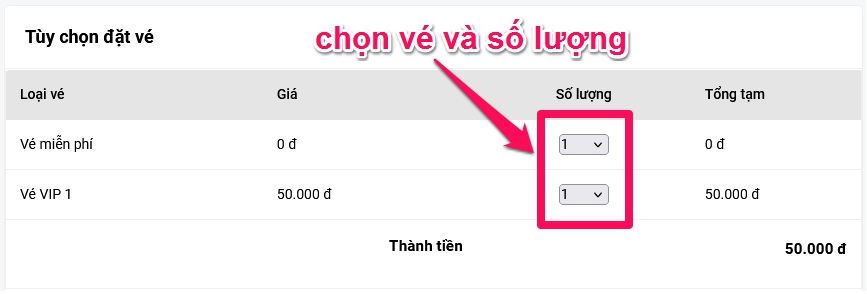 Tùy chọn đặt vé
chọn vé và số lượng
Loại vé Giá Số lượng Tổng tạm
Vé miễn phí 0 đ 1 0 đ
Vé VIP 1 50.000 đ 1 50.000 đ
Thành tiền 50.000 đ